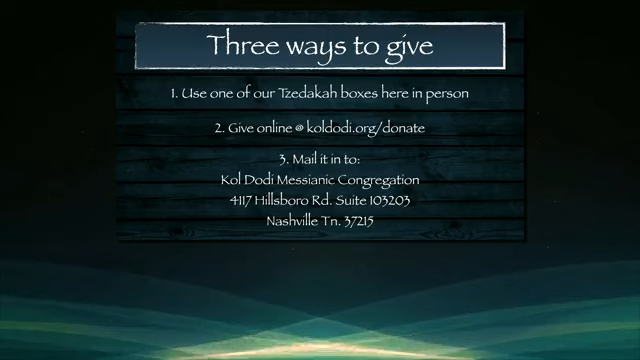 Three ways to give
1. Use one of our Tzedakah boxes here in person
2. Give online @ koldodi.org/donate
3. Mail it in to:
Kol Dodi Messianic Congregation
4117 Hillsboro Rd. Suite 103203
Nashville Tn. 37215